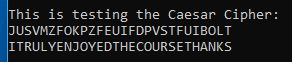 This is testing the Caesar Cipher:
JUSVMZFOKPZFEUIFDPVSTFUIBOLT
ITRULYENJOYEDTHECOURSETHANKS